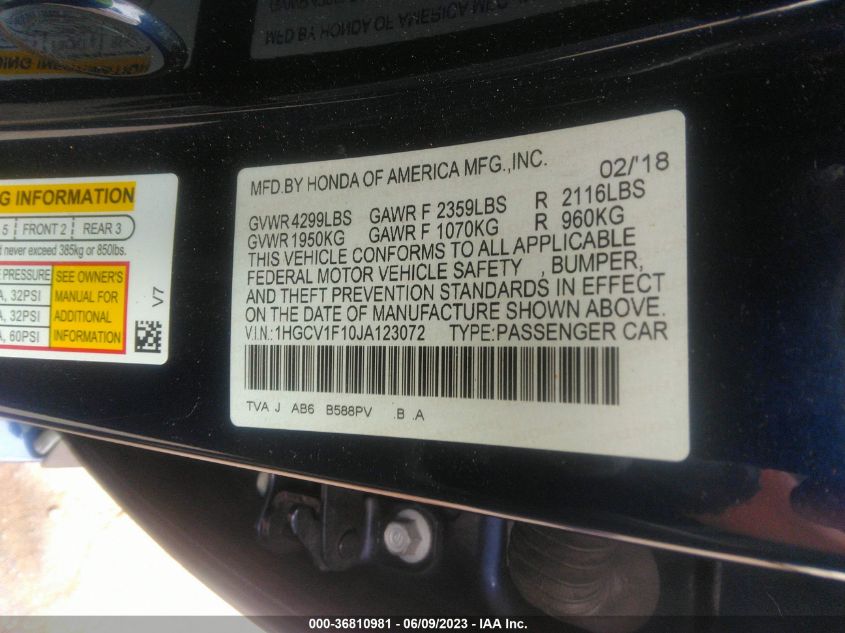 NG INFORMATION
5 FRONT 2 REAR 3
never exceed 385kg or 850lbs.
PRESSURE SEE OWNER'S
32PSI MANUAL FOR
32PSI ADDITIONAL
60PSI INFORMATION
V7
MFD.BY HONDA OF AMERICA MFG.,INC. 02/'18
GVWR 4299LBS GAWR F 2359LBS R 2116LBS
GVWR 1950KG GAWR F 1070KG R 960KG
THIS VEHICLE CONFORMS TO ALL APPLICABLE
FEDERAL MOTOR VEHICLE SAFETY , BUMPER,
AND THEFT PREVENTION STANDARDS IN EFFECT
ON THE DATE OF MANUFACTURE SHOWN ABOVE.
V.I.N.:1HGCV1F10JA123072 TYPE:PASSENGER CAR
TVA J AB6 B588PV .B .A
000-36810981 - 06/09/2023 - IAA Inc.